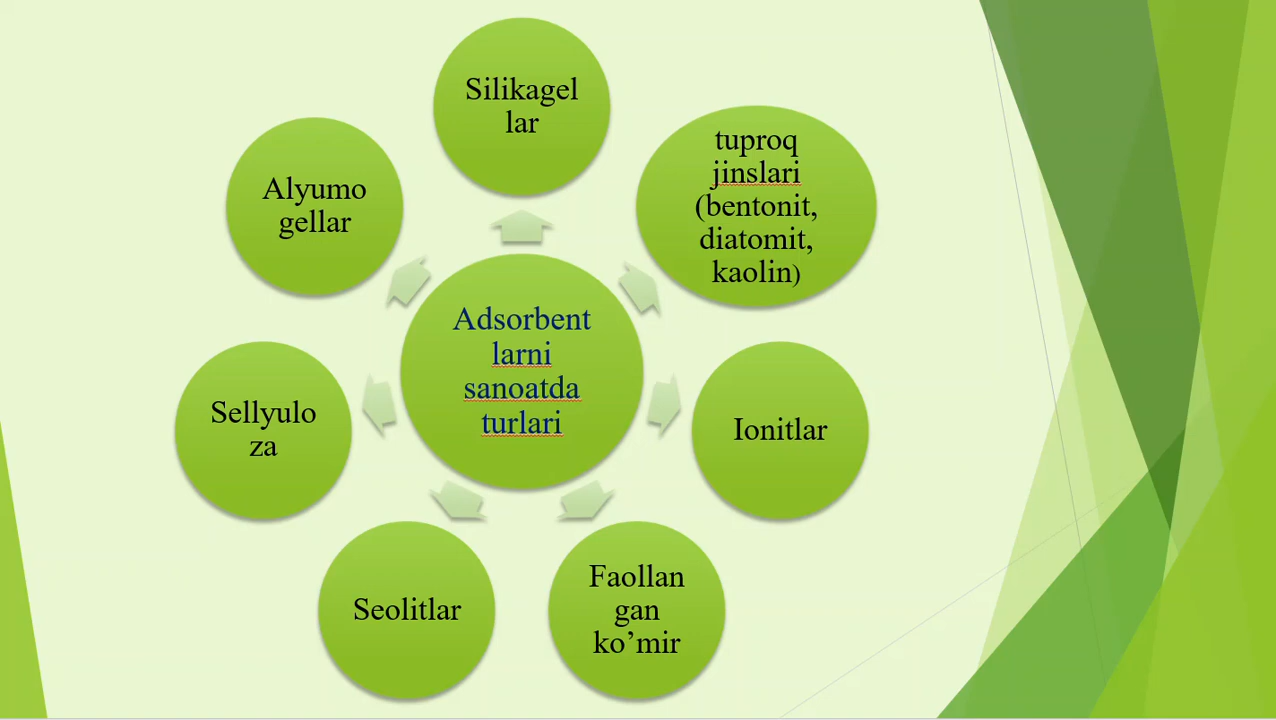 Silikagel
lar
tuproq
jinslari
(bentonit,
diatomit,
kaolin)
Ionitlar
Faollan
gan
ko’mir
Seolitlar
Sellyulo
za
Alyumo
gellar
Adsorbent
larni
sanoatda
turlari